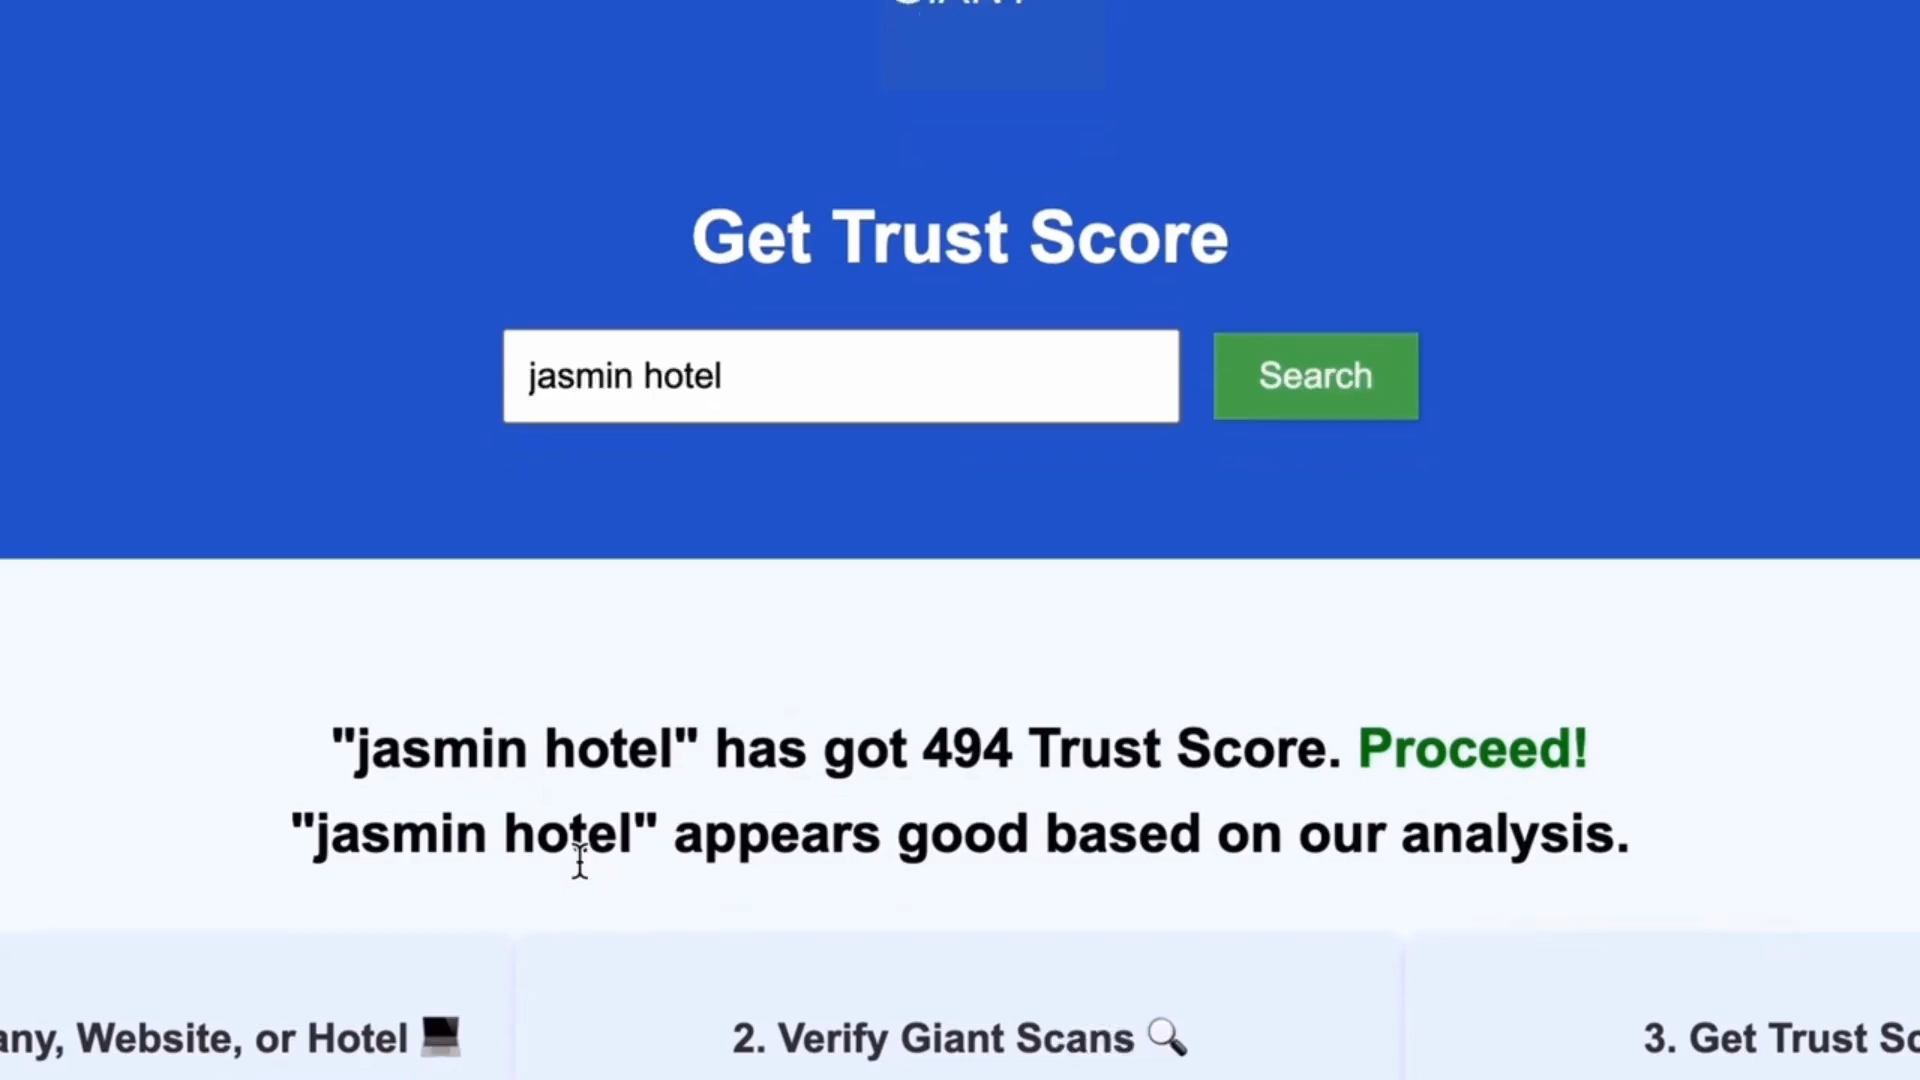 GIANT
Get Trust Score
jasmin hotel
Search
"jasmin hotel" has got 494 Trust Score. Proceed!
"jasmin hotel" appears good based on our analysis.
any, Website, or Hotel
2. Verify Giant Scans
3. Get Trust Sc